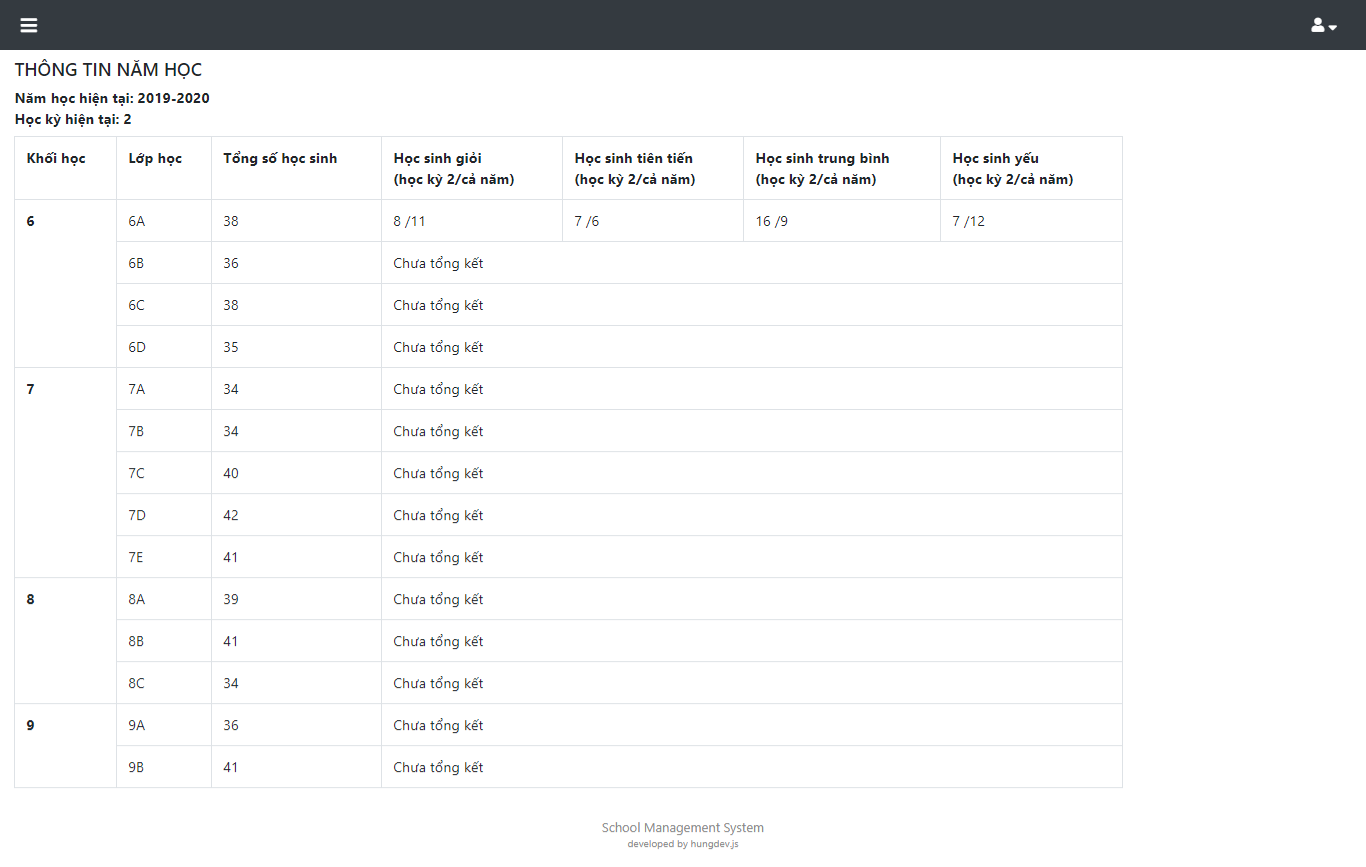 THÔNG TIN NĂM HỌC
Năm học hiện tại: 2019-2020
Học kỳ hiện tại: 2
Khối học Lớp học Tổng số học sinh Học sinh giỏi (học kỳ 2/cả năm) Học sinh tiên tiến (học kỳ 2/cả năm) Học sinh trung bình (học kỳ 2/cả năm) Học sinh yếu (học kỳ 2/cả năm)
6 6A 38 8 /11 7 /6 16 /9 7 /12
6B 36 Chưa tổng kết
6C 38 Chưa tổng kết
6D 35 Chưa tổng kết
7 7A 34 Chưa tổng kết
7B 34 Chưa tổng kết
7C 40 Chưa tổng kết
7D 42 Chưa tổng kết
7E 41 Chưa tổng kết
8 8A 39 Chưa tổng kết
8B 41 Chưa tổng kết
8C 34 Chưa tổng kết
9 9A 36 Chưa tổng kết
9B 41 Chưa tổng kết
School Management System
developed by hungdev.js